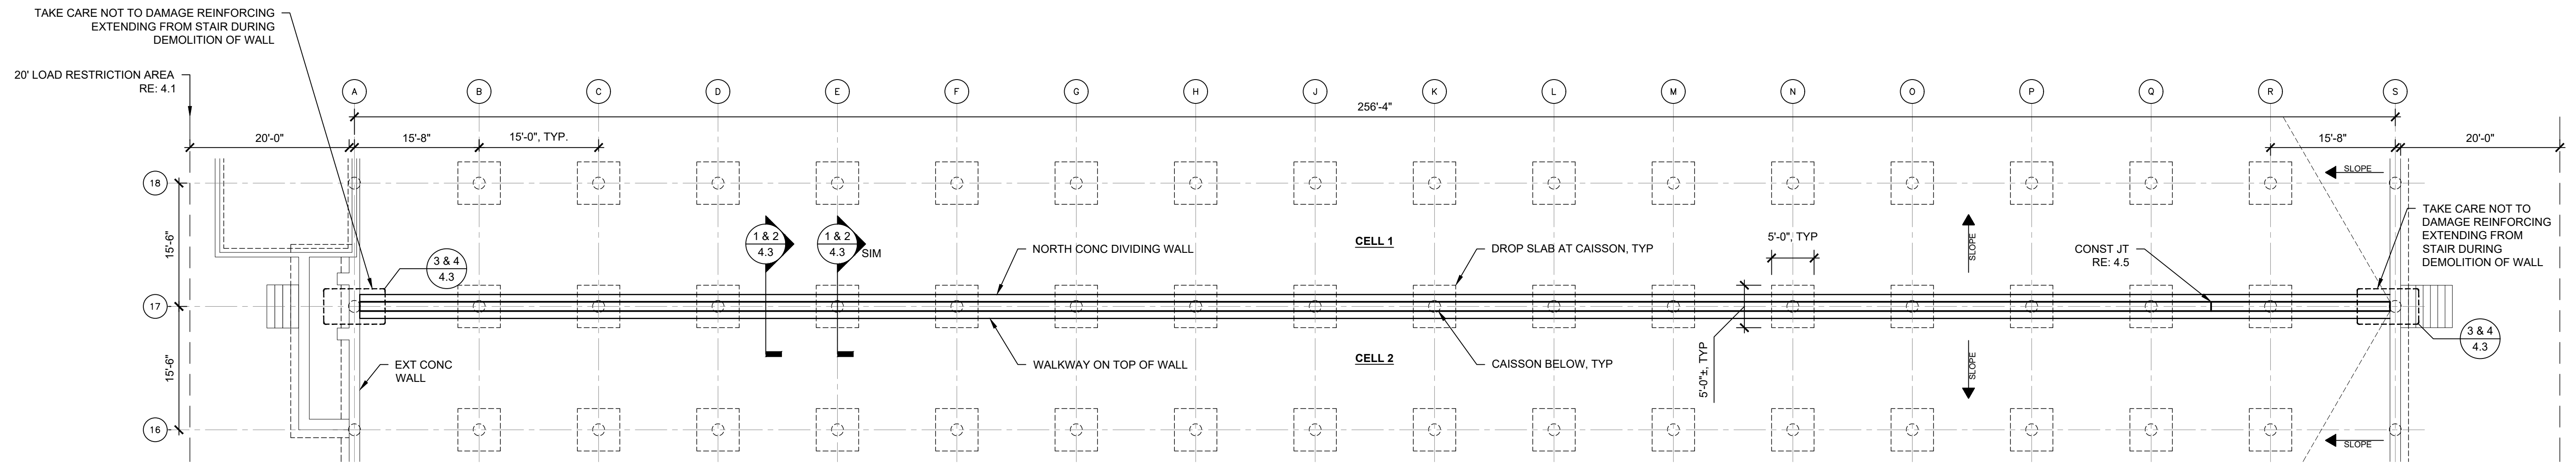 TAKE CARE NOT TO DAMAGE REINFORCING
EXTENDING FROM STAIR DURING
DEMOLITION OF WALL
20' LOAD RESTRICTION AREA
RE: 4.1
A
B
C
D
E
F
G
H
J
K
L
M
N
O
P
Q
R
S
256'-4"
20'-0"
15'-8"
15'-0", TYP.
15'-8"
20'-0"
18
SLOPE
15'-6"
1 & 2
4.3
1 & 2
4.3
SIM
NORTH CONC DIVIDING WALL
CELL 1
DROP SLAB AT CAISSON, TYP
5'-0", TYP
SLOPE
CONST JT
RE: 4.5
TAKE CARE NOT TO
DAMAGE REINFORCING
EXTENDING FROM
STAIR DURING
DEMOLITION OF WALL
3 & 4
4.3
17
15'-6"
EXT CONC
WALL
WALKWAY ON TOP OF WALL
CELL 2
CAISSON BELOW, TYP
5'-0"±, TYP
SLOPE
3 & 4
4.3
16
SLOPE